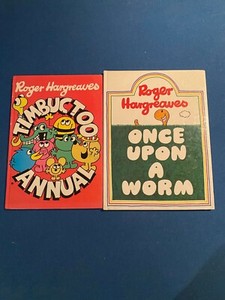 Roger Hargreaves
TIMBUCTOO
ANNUAL
Roger
Hargreaves
ONCE
UPON
A
WORM